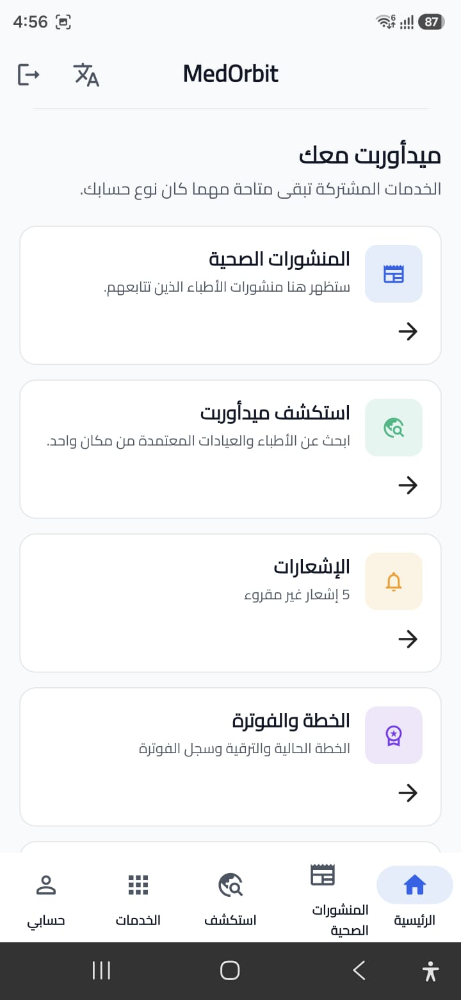 4:56
6
87
MedOrbit
ميدأوربت معك
الخدمات المشتركة تبقى متاحة مهما كان نوع حسابك.
المنشورات الصحية
ستظهر هنا منشورات الأطباء الذين تتابعهم.
استكشف ميدأوربت
ابحث عن الأطباء والعيادات المعتمدة من مكان واحد.
الإشعارات
5 إشعار غير مقروء
الخطة والفوترة
الخطة الحالية والترقية وسجل الفوترة
الرئيسية
المنشورات
الصحية
استكشف
الخدمات
حسابي